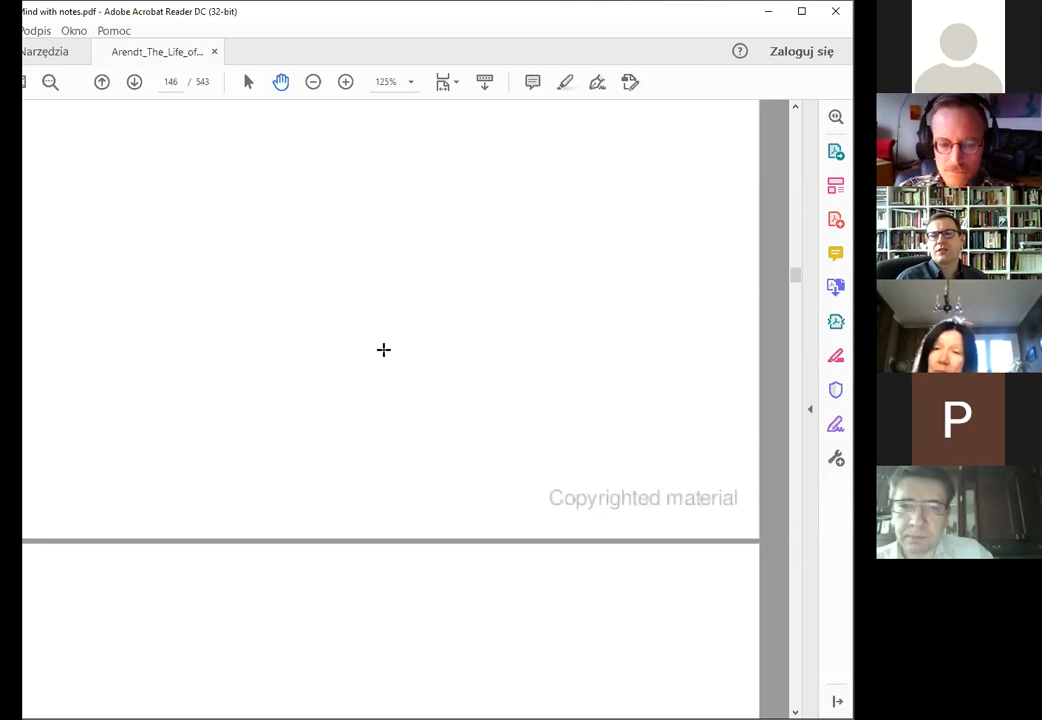 Mind with notes.pdf - Adobe Acrobat Reader DC (32-bit)
Podpis Okno Pomoc
Narzędzia Arendt_The_Life_of... Zaloguj się
146 / 543 125%
Copyrighted material
P